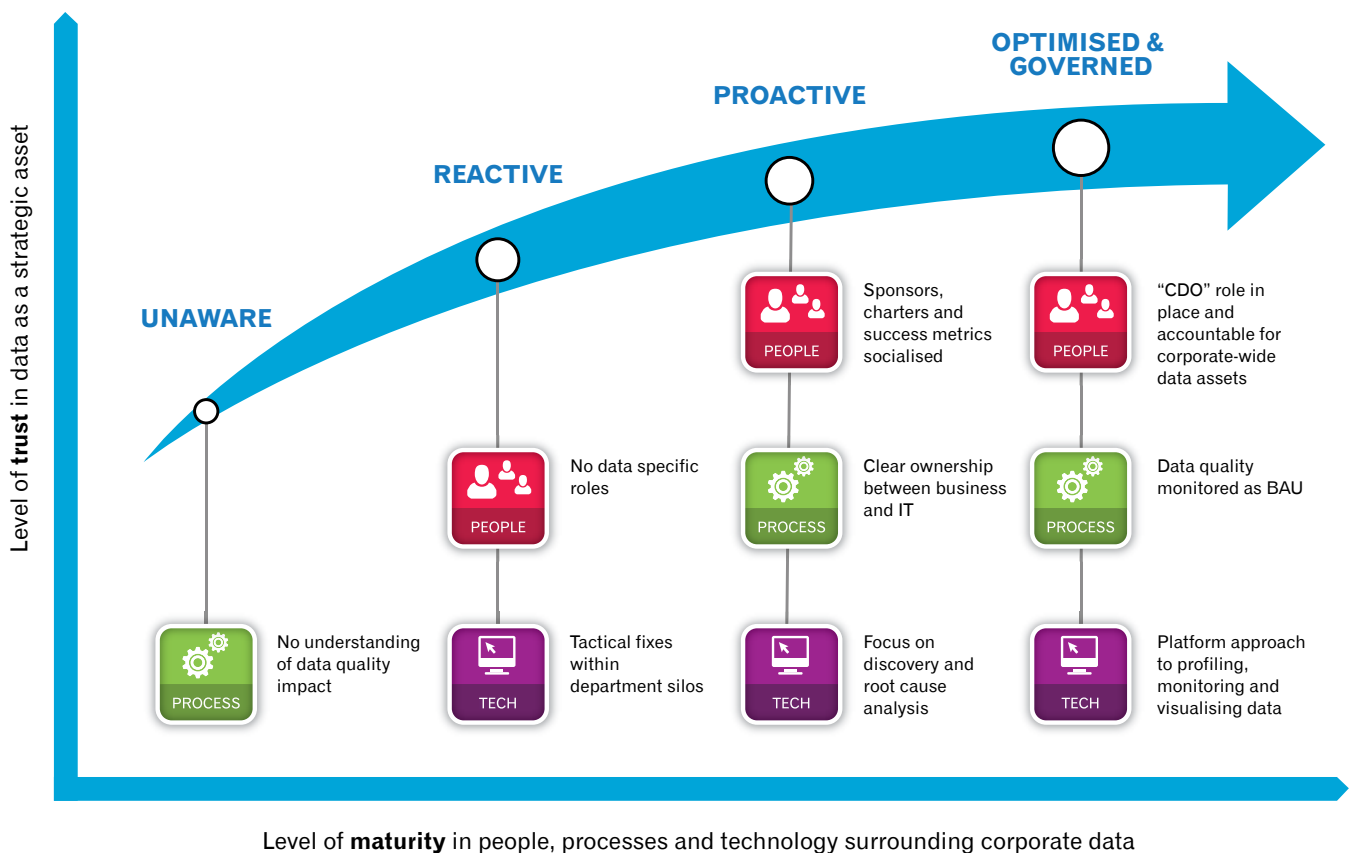 OPTIMISED &
GOVERNED
PROACTIVE
REACTIVE
UNAWARE
Level of trust in data as a strategic asset
PROCESS
No understanding
of data quality
impact
PEOPLE
No data specific
roles
TECH
Tactical fixes
within
department silos
PEOPLE
Sponsors,
charters and
success metrics
socialised
PROCESS
Clear ownership
between business
and IT
TECH
Focus on
discovery and
root cause
analysis
PEOPLE
“CDO” role in
place and
accountable for
corporate-wide
data assets
PROCESS
Data quality
monitored as BAU
TECH
Platform approach
to profiling,
monitoring and
visualising data
Level of maturity in people, processes and technology surrounding corporate data